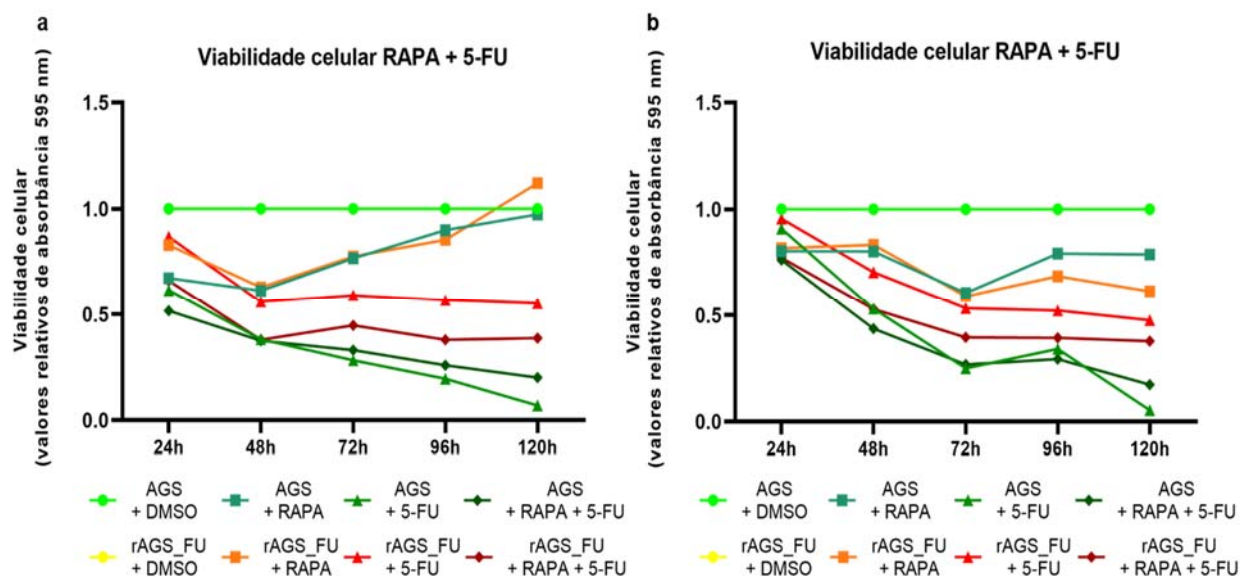 a
Viabilidade celular RAPA + 5-FU
Viabilidade celular
(valores relativos de absorbância 595 nm)
1.5
1.0
0.5
0.0
24h 48h 72h 96h 120h
AGS + DMSO
AGS + RAPA
AGS + 5-FU
AGS + RAPA + 5-FU
rAGS_FU + DMSO
rAGS_FU + RAPA
rAGS_FU + 5-FU
rAGS_FU + RAPA + 5-FU
b
Viabilidade celular RAPA + 5-FU
Viabilidade celular
(valores relativos de absorbância 595 nm)
1.5
1.0
0.5
0.0
24h 48h 72h 96h 120h
AGS + DMSO
AGS + RAPA
AGS + 5-FU
AGS + RAPA + 5-FU
rAGS_FU + DMSO
rAGS_FU + RAPA
rAGS_FU + 5-FU
rAGS_FU + RAPA + 5-FU